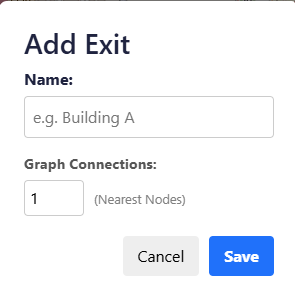 Add Exit
Name:
e.g. Building A
Graph Connections:
1 (Nearest Nodes)
Cancel Save